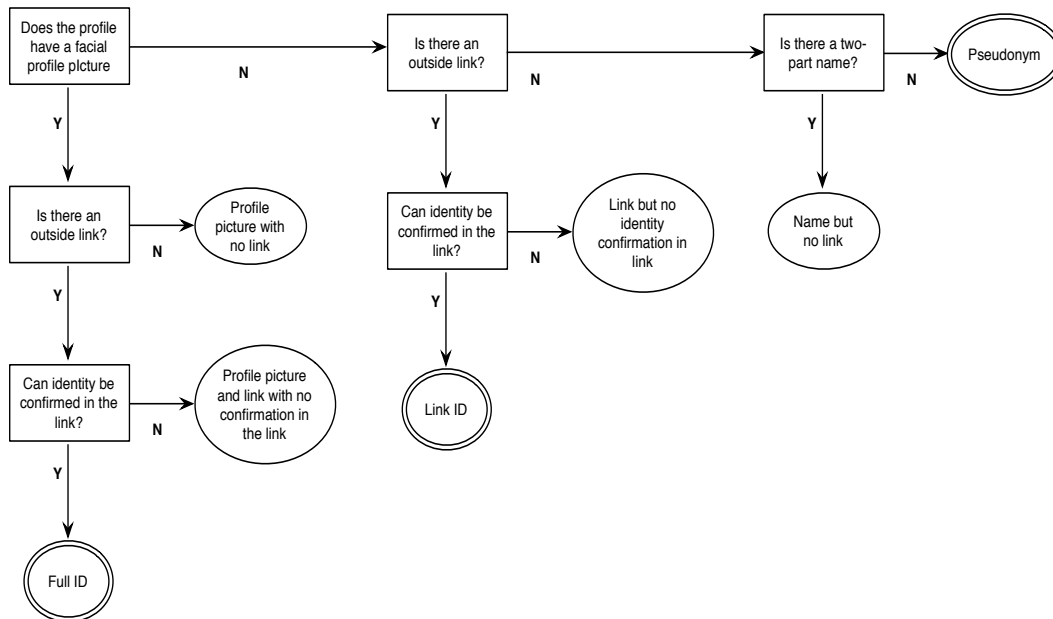 Does the profile
have a facial
profile pIcture
N
Is there an
outside link?
N
Is there a two-
part name?
N
Pseudonym
Y
Y
Y
Is there an
outside link?
N
Profile
picture with
no link
Can identity be
confirmed in the
link?
N
Link but no
identity
confirmation in
link
Name but
no link
Y
Y
Can identity be
confirmed in the
link?
N
Profile picture
and link with no
confirmation in
the link
Link ID
Y
Full ID